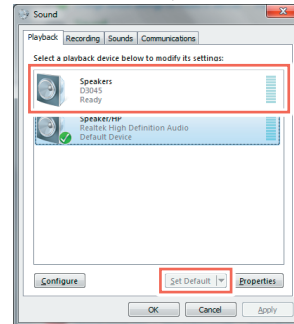 Sound
Playback Recording Sounds Communications
Select a playback device below to modify its settings:
Speakers
D3045
Ready
Speaker/HP
Realtek High Definition Audio
Default Device
Configure Set Default Properties
OK Cancel Apply